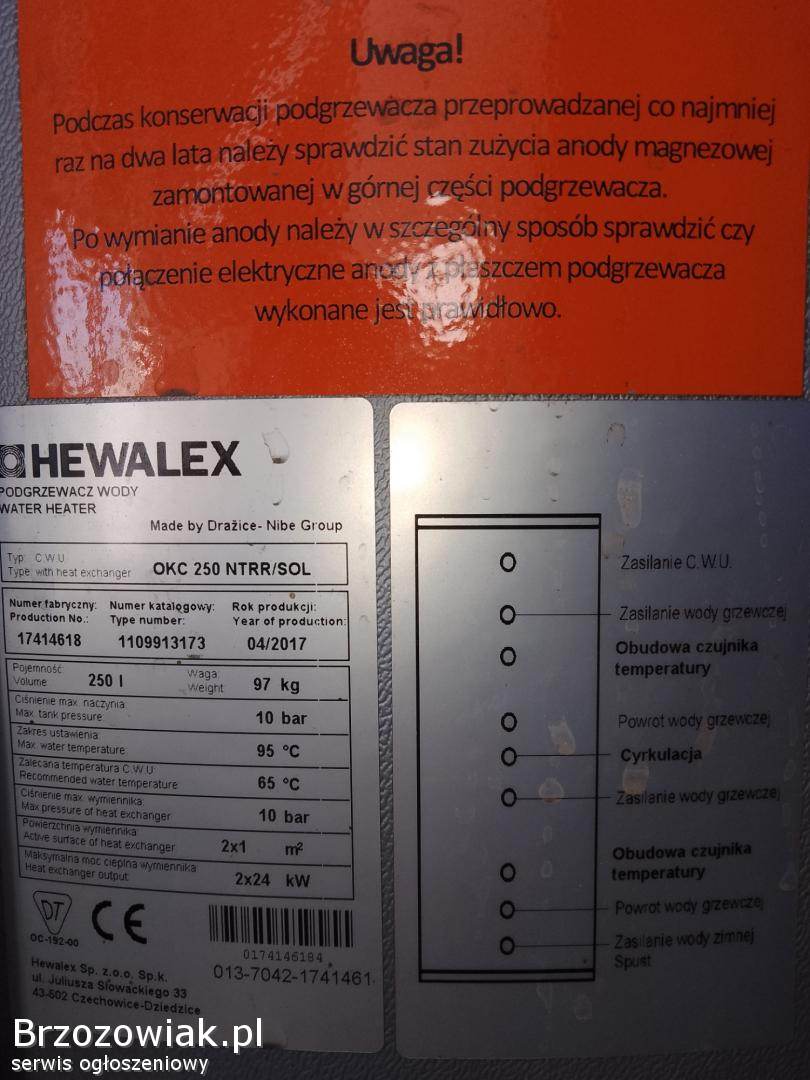 Uwaga!
Podczas konserwacji podgrzewacza przeprowadzanej co najmniej
raz na dwa lata należy sprawdzić stan zużycia anody magnezowej
zamontowanej w górnej części podgrzewacza.
Po wymianie anody należy w szczególny sposób sprawdzić czy
połączenie elektryczne anody z płaszczem podgrzewacza
wykonane jest prawidłowo.
HEWALEX
PODGRZEWACZ WODY
WATER HEATER
Made by Dražice- Nibe Group
Typ: C.W.U
Type: with heat exchanger OKC 250 NTRR/SOL
Numer fabryczny: Numer katalogowy: Rok produkcji:
Production No.: Type number: Year of production:
17414618 1109913173 04/2017
Pojemność: Waga:
Volume: 250 l Weight: 97 kg
Ciśnienie max. naczynia:
Max. tank pressure 10 bar
Zakres ustawienia:
Max. water temperature: 95 °C
Zalecana temperatura C.W.U:
Recommended water temperature 65 °C
Ciśnienie max. wymiennika:
Max pressure of heat exchanger 10 bar
Powierzchnia wymiennika:
Active surface of heat exchanger 2x1 m²
Maksymalna moc cieplna wymiennika:
Heat exchanger output: 2x24 kW
DT
OC-192-00
CE
0174146184
013-7042-1741461
Hewalex Sp. z.o.o. Sp.k.
ul. Juliusza Słowackiego 33
43-502 Czechowice-Dziedzice
Zasilanie C.W.U.
Zasilanie wody grzewczej
Obudowa czujnika
temperatury
Powrot wody grzewczej
Cyrkulacja
Zasilanie wody grzewczej
Obudowa czujnika
temperatury
Powrot wody grzewczej
Zasilanie wody zimnej
Spust
Brzozowiak.pl
serwis ogłoszeniowy